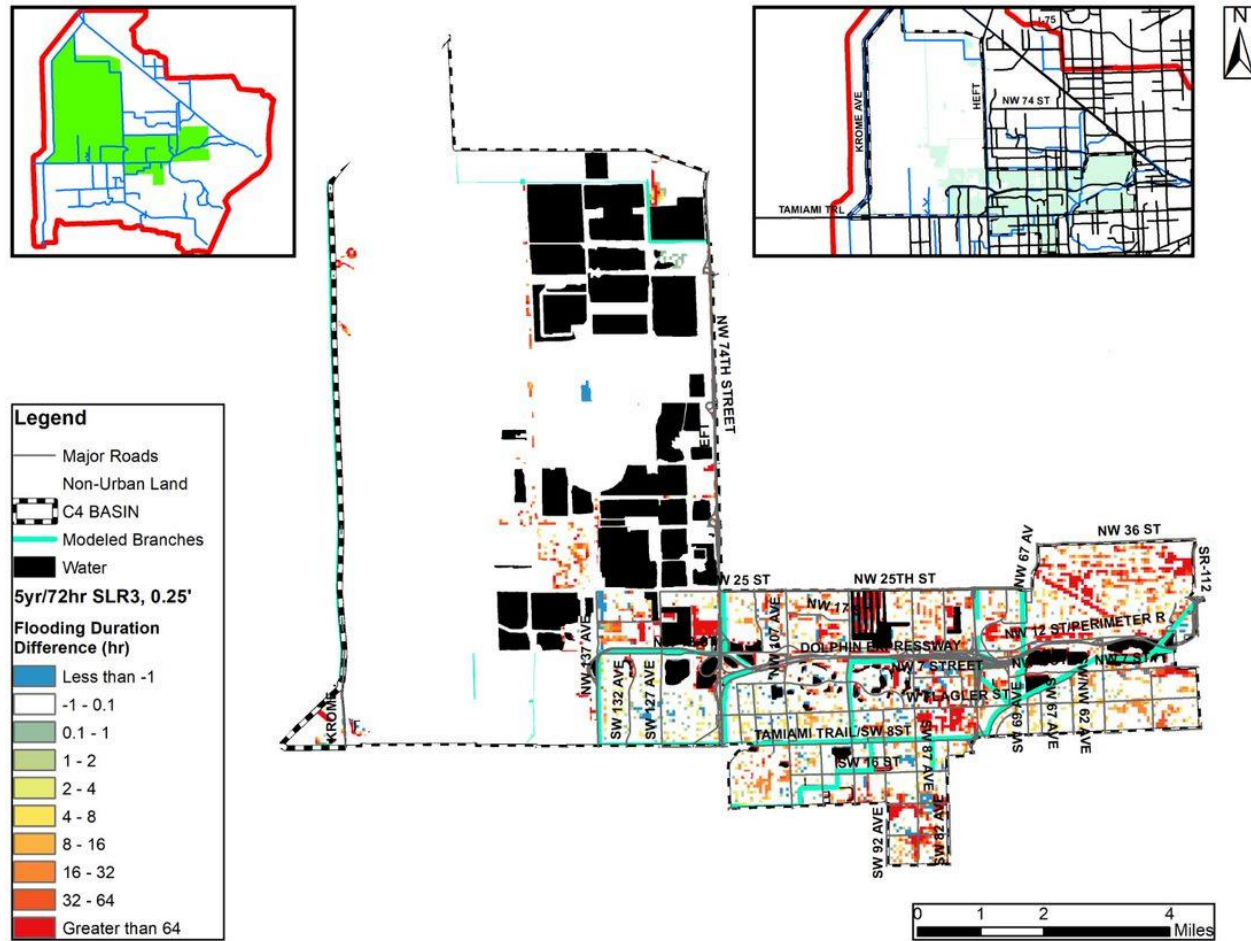 N
I-75
KROME AVE
HEFT
NW 74 ST
TAMIAMI TRL
NW 74TH STREET
EFT
Legend
Major Roads
Non-Urban Land
C4 BASIN
Modeled Branches
Water
5yr/72hr SLR3, 0.25'
Flooding Duration
Difference (hr)
Less than -1
-1 - 0.1
0.1 - 1
1 - 2
2 - 4
4 - 8
8 - 16
16 - 32
32 - 64
Greater than 64
KROME
NW 36 ST
NW 67 AV
SR-112
W 25 ST
NW 25TH ST
NW 17
NW 107 AVE
NW 137 AVE
NW 12 ST/PERIMETER R
DOLPHIN EXPRESSWAY
NW 7 STREET
NW 7 ST
W FLAGLER ST
SW 132 AVE
SW 127 AVE
TAMIAMI TRAIL/SW 8ST
SW 69 AVE
SW 67 AVE
W/NW 62 AVE
SW 87 AVE
SW 16 ST
SW 92 AVE
SW 82 AVE
0 1 2 4
Miles